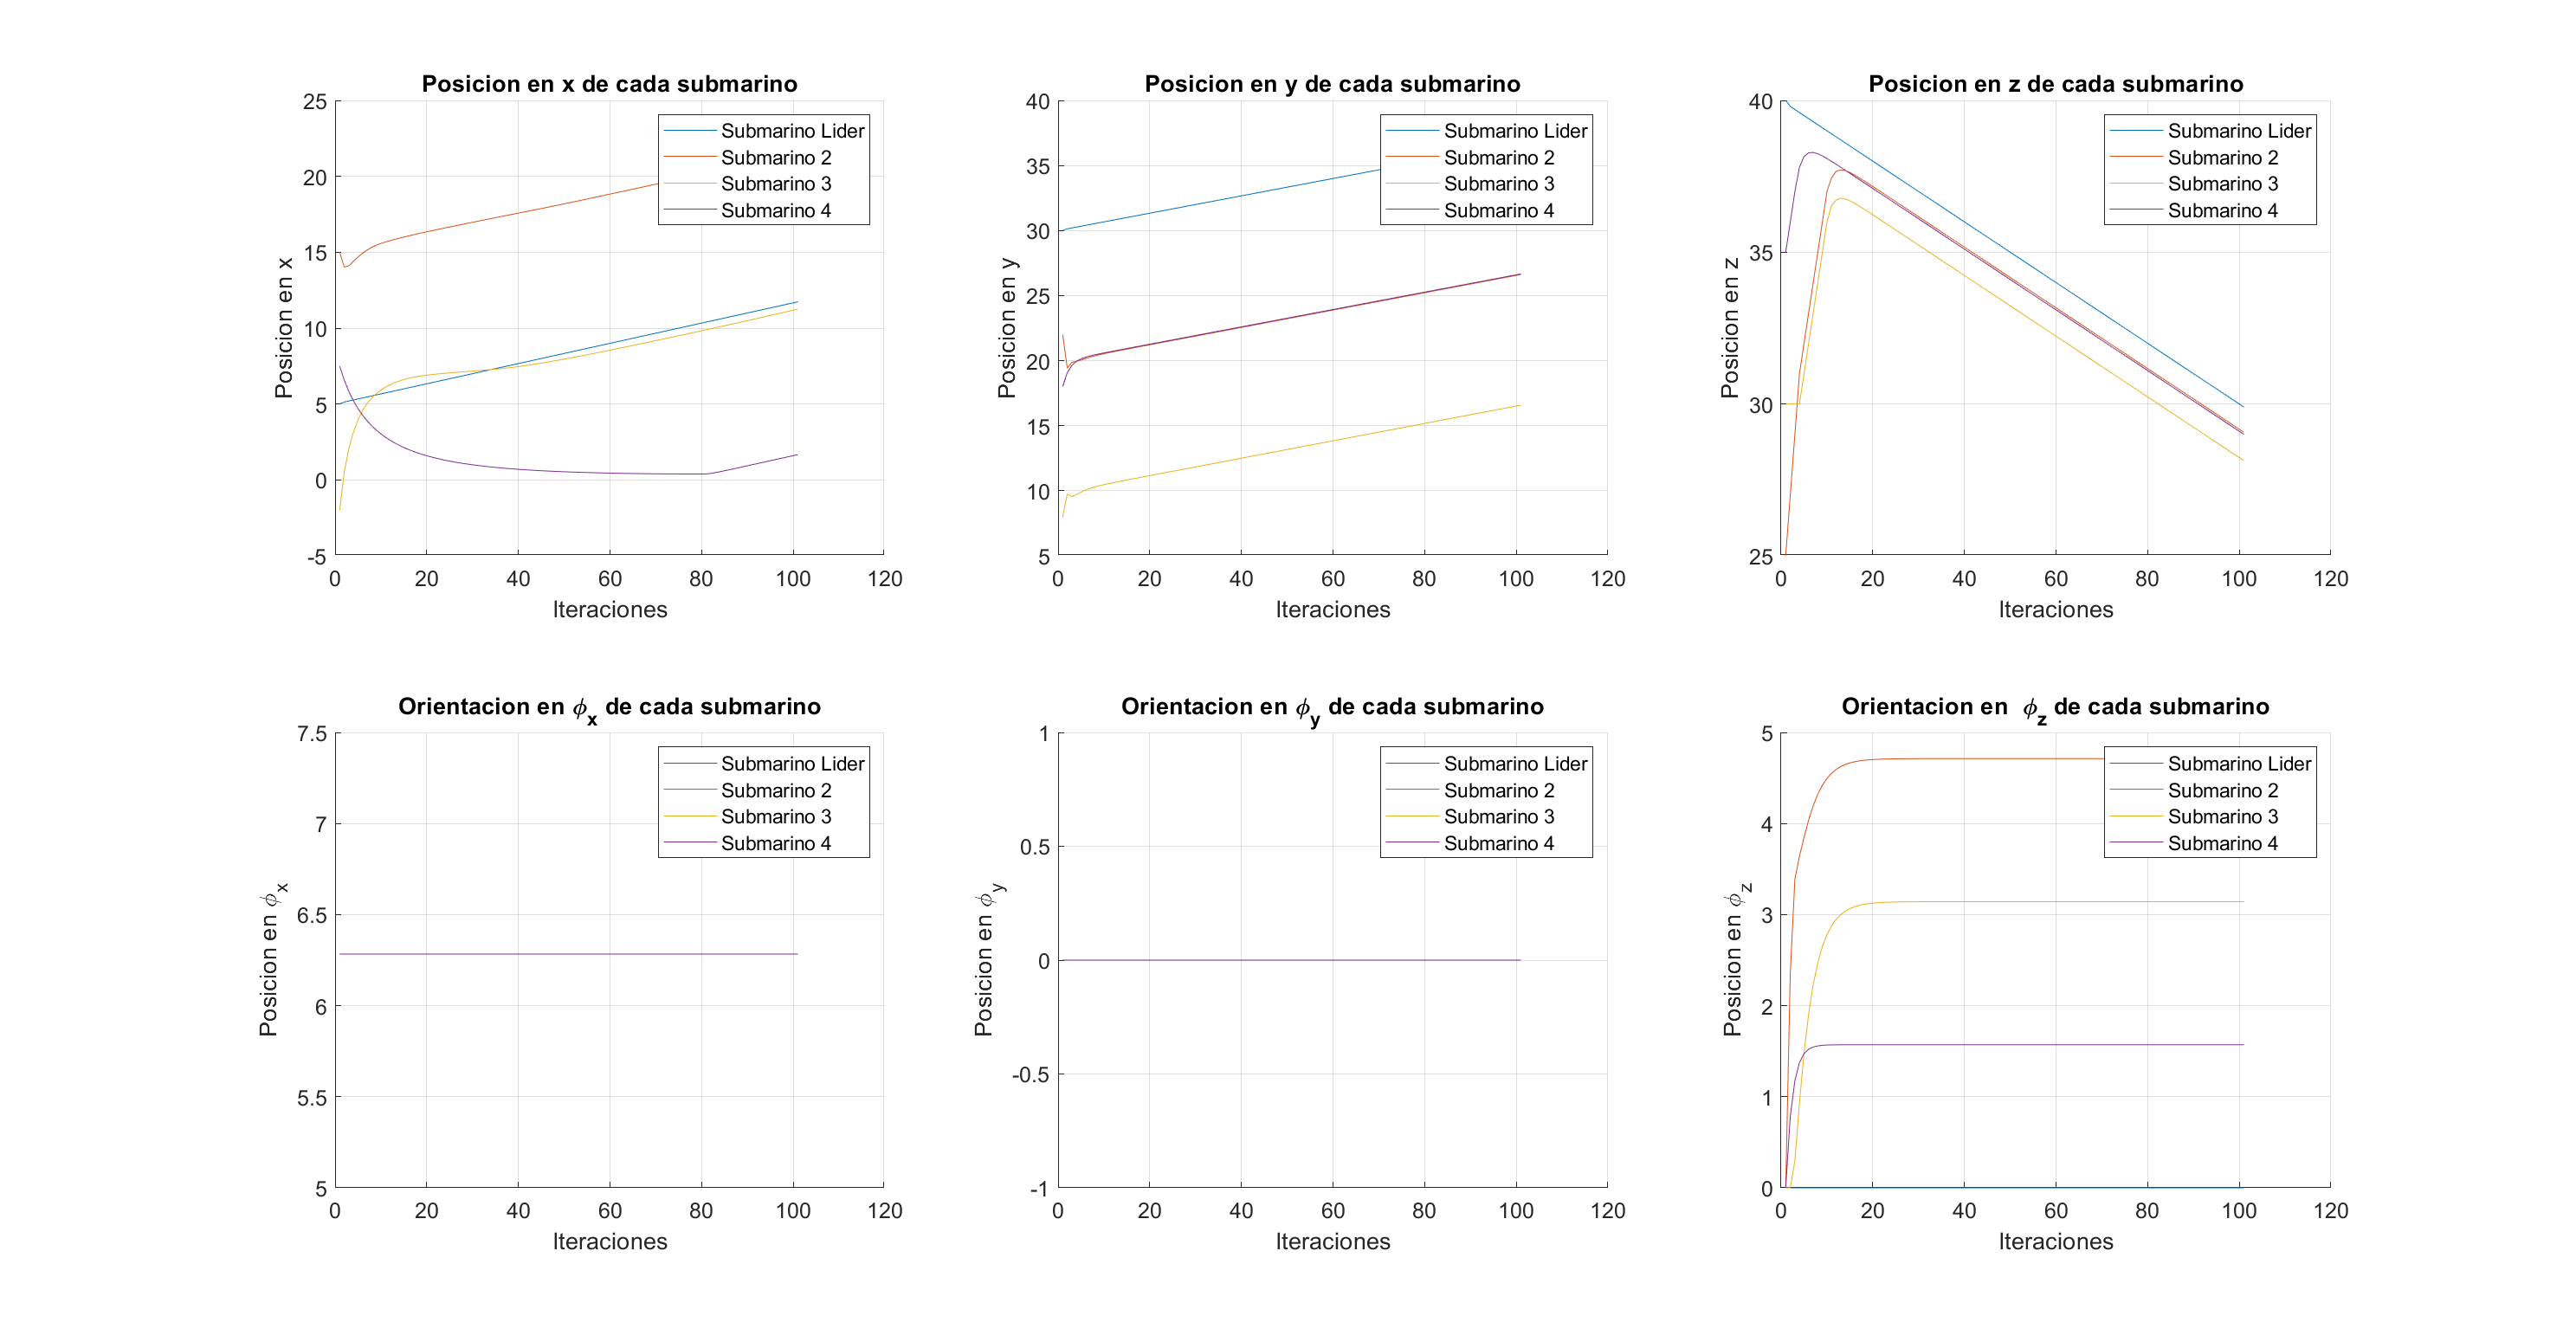 Posicion en x de cada submarino
25
20
15
10
5
0
-5
Posicion en x
0 20 40 60 80 100 120
Iteraciones
Submarino Lider
Submarino 2
Submarino 3
Submarino 4
Posicion en y de cada submarino
40
35
30
25
20
15
10
5
Posicion en y
0 20 40 60 80 100 120
Iteraciones
Submarino Lider
Submarino 2
Submarino 3
Submarino 4
Posicion en z de cada submarino
40
35
30
25
Posicion en z
0 20 40 60 80 100 120
Iteraciones
Submarino Lider
Submarino 2
Submarino 3
Submarino 4
Orientacion en ϕx de cada submarino
7.5
7
6.5
6
5.5
5
Posicion en ϕx
0 20 40 60 80 100 120
Iteraciones
Submarino Lider
Submarino 2
Submarino 3
Submarino 4
Orientacion en ϕy de cada submarino
1
0.5
0
-0.5
-1
Posicion en ϕy
0 20 40 60 80 100 120
Iteraciones
Submarino Lider
Submarino 2
Submarino 3
Submarino 4
Orientacion en ϕz de cada submarino
5
4
3
2
1
0
Posicion en ϕz
0 20 40 60 80 100 120
Iteraciones
Submarino Lider
Submarino 2
Submarino 3
Submarino 4